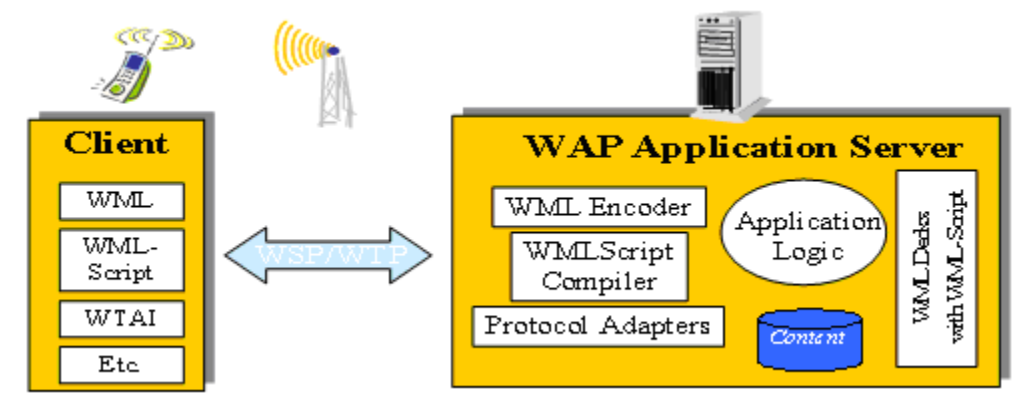 Client
WML
WML-
Script
WTAI
Etc
WSP/WTP
WAP Application Server
WML Encoder
WMLScript
Compiler
Protocol Adapters
Application
Logic
Content
WML Decks
with WML-Script